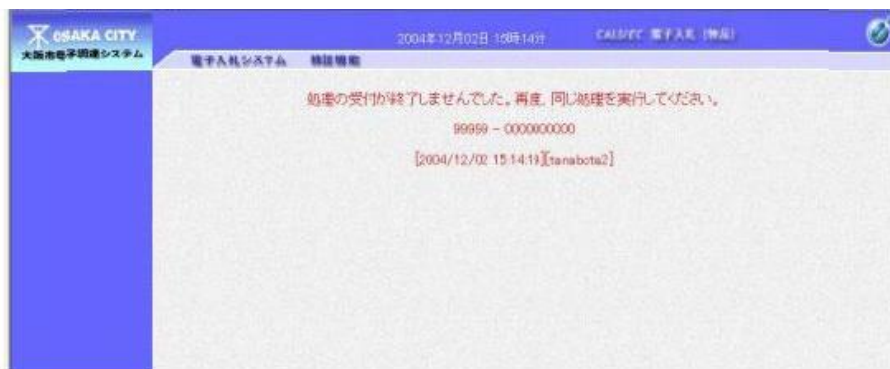 OSAKA CITY
大阪市電子調達システム
2004年12月02日 15時14分
CALS/EC 電子入札 (物品)
電子入札システム
検証機能
処理の受付が終了しませんでした。再度、同じ処理を実行してください。
99999 - 0000000000
[2004/12/02 15:14:19][tanabota2]